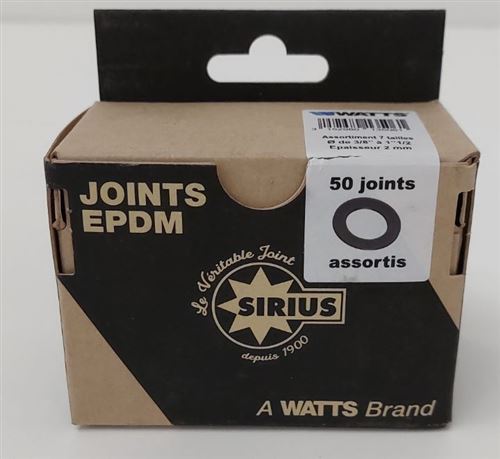 WATTS
Assortiment 7 tailles
Ø de 3/8" à 1"1/2
Epaisseur 2 mm
50 joints
assortis
JOINTS
EPDM
Le Véritable Joint
SIRIUS
depuis 1900
A WATTS Brand